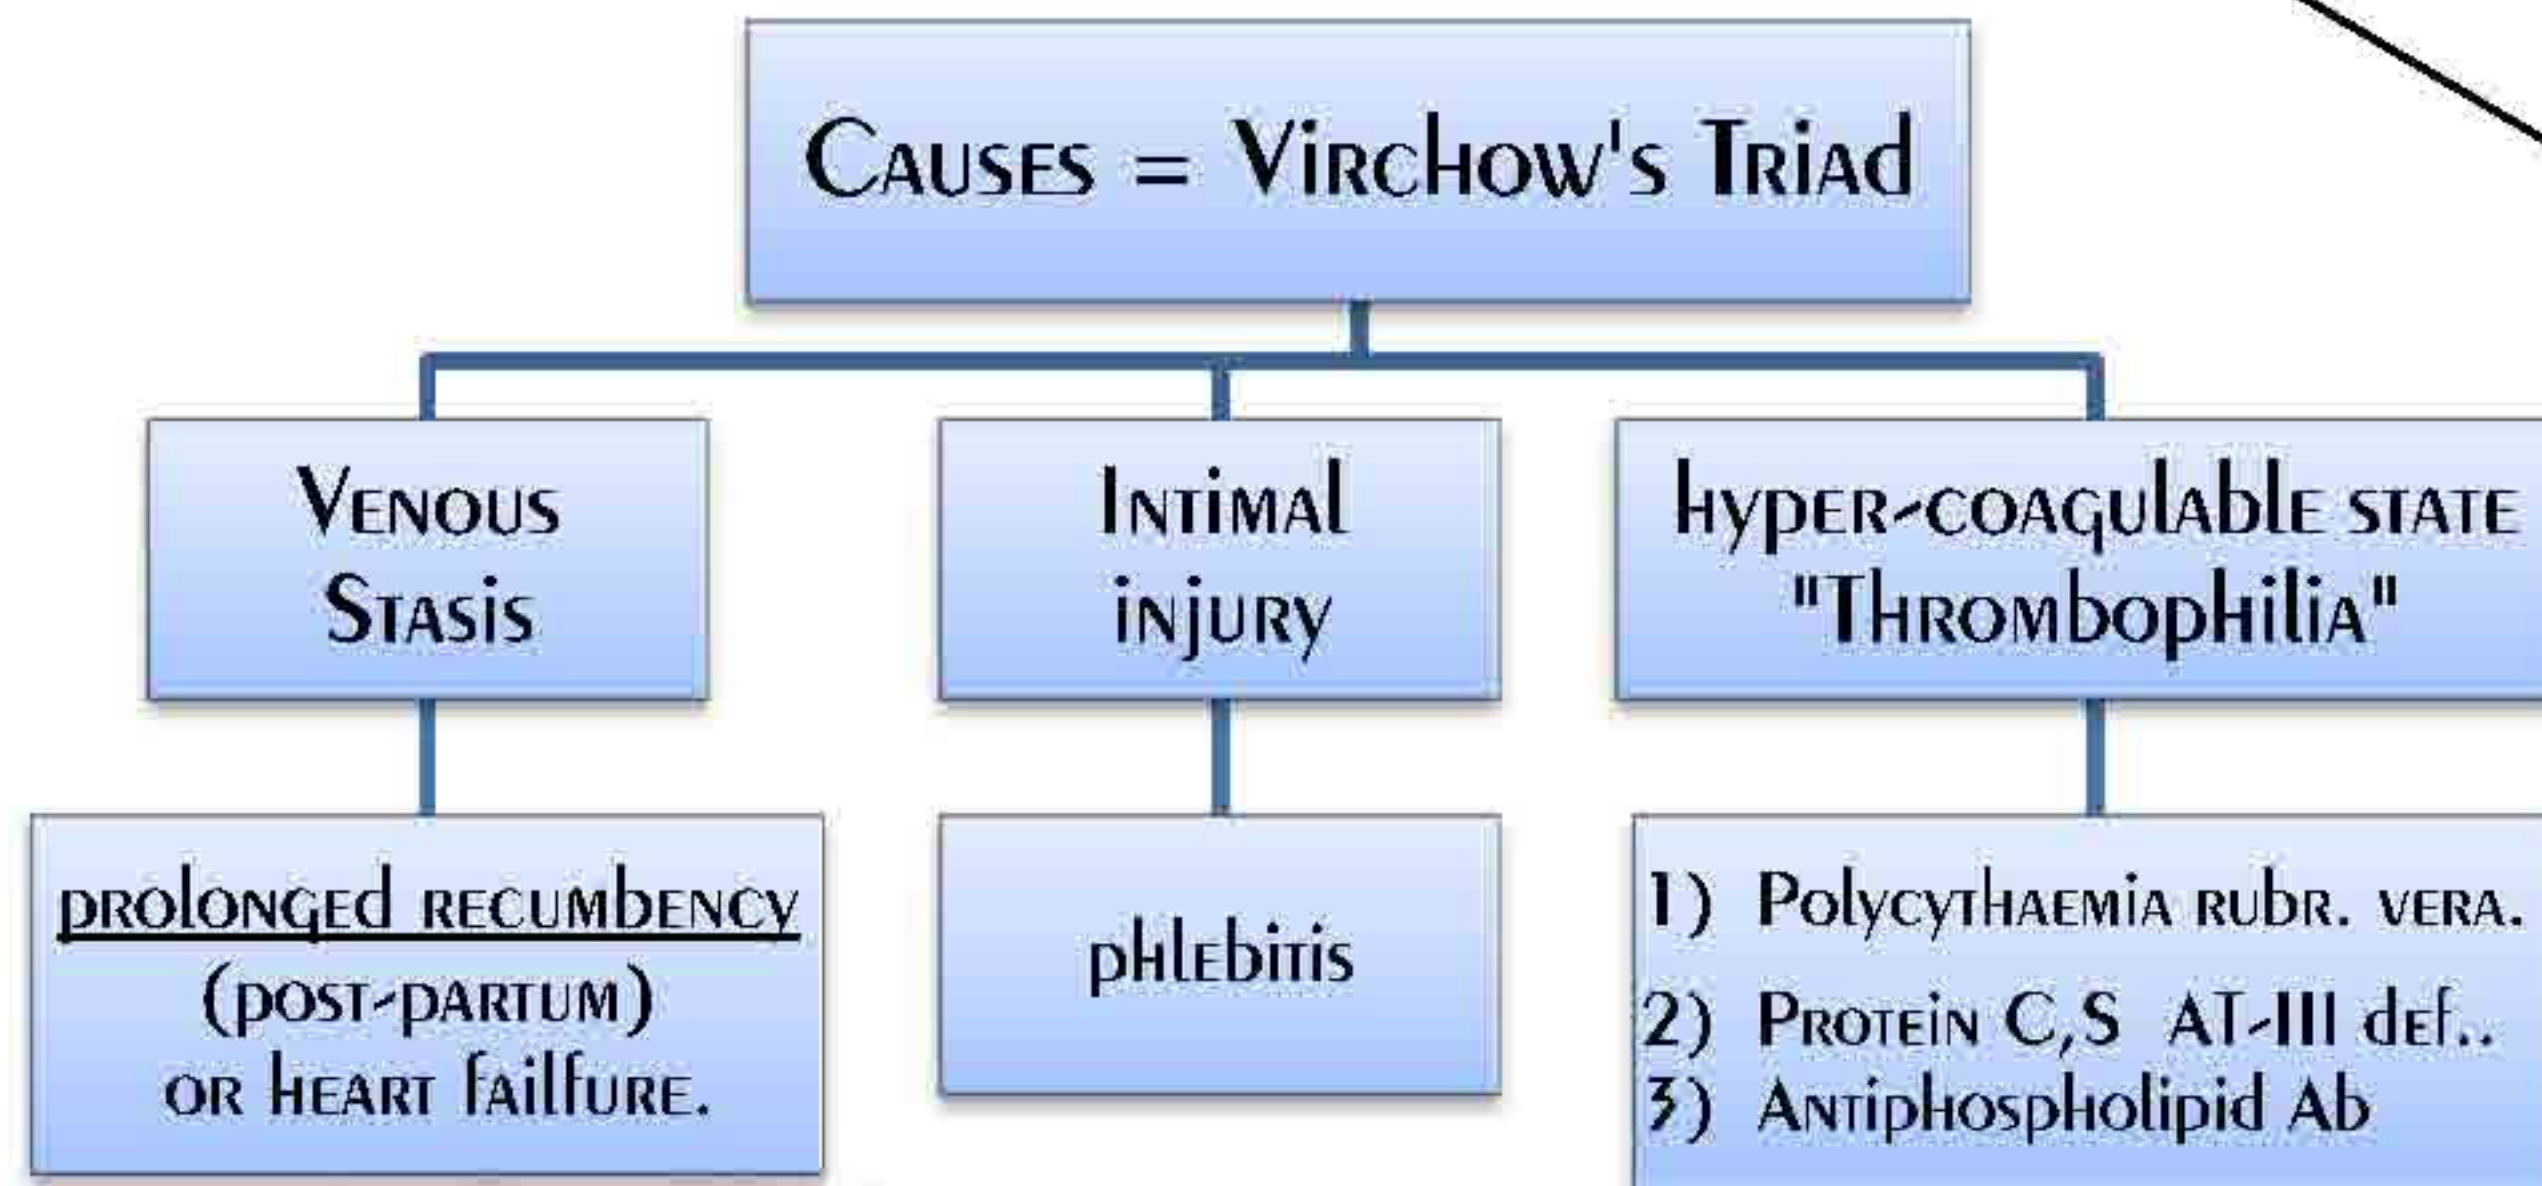 Causes = Virchow's Triad
Venous
Stasis
Intimal
injury
hyper-coagulable state
"Thrombophilia"
prolonged recumbency
(post-partum)
or heart failfure.
phlebitis
1) Polycythaemia rubr. vera.
2) Protein C,S AT-III def..
3) Antiphospholipid Ab